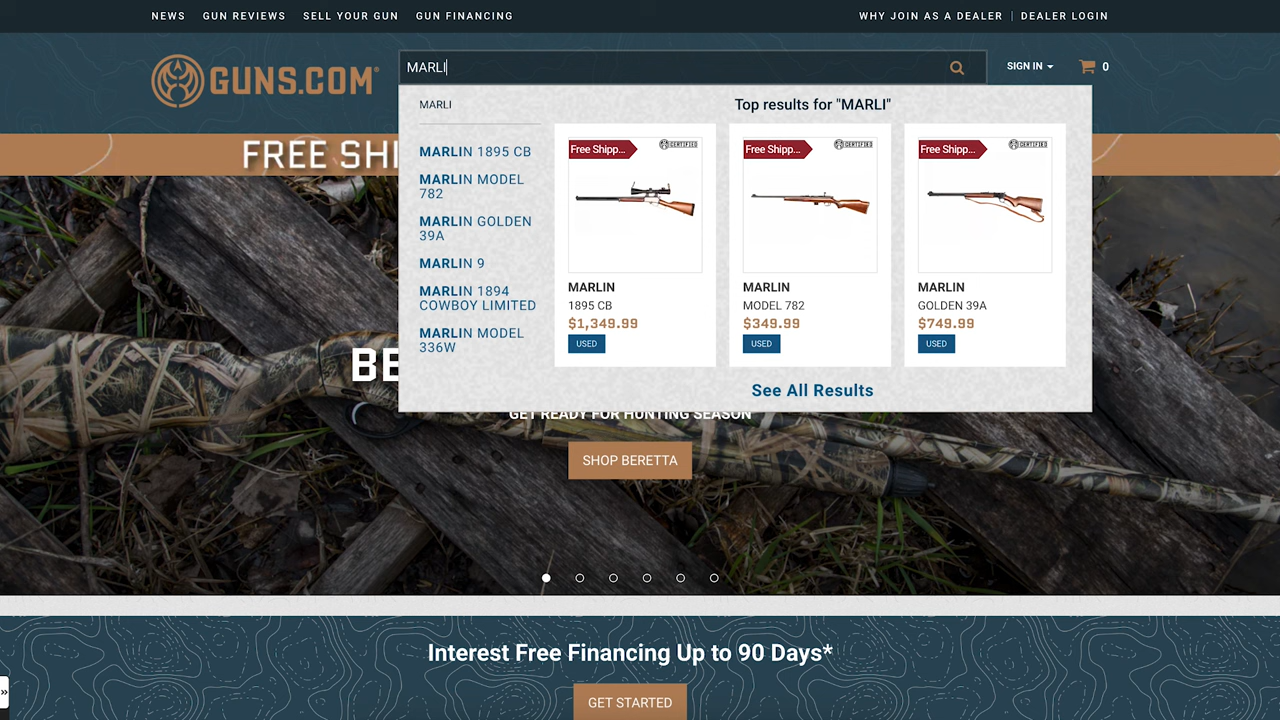 NEWS GUN REVIEWS SELL YOUR GUN GUN FINANCING WHY JOIN AS A DEALER | DEALER LOGIN
GUNS.COM®
MARLI
SIGN IN 0
MARLI
MARLIN 1895 CB
MARLIN MODEL
782
MARLIN GOLDEN
39A
MARLIN 9
MARLIN 1894
COWBOY LIMITED
MARLIN MODEL
336W
Top results for "MARLI"
Free Shipp...
CERTIFIED
MARLIN
1895 CB
$1,349.99
USED
Free Shipp...
CERTIFIED
MARLIN
MODEL 782
$349.99
USED
Free Shipp...
CERTIFIED
MARLIN
GOLDEN 39A
$749.99
USED
See All Results
FREE SHI
BE
GET READY FOR HUNTING SEASON
SHOP BERETTA
Interest Free Financing Up to 90 Days*
GET STARTED
»